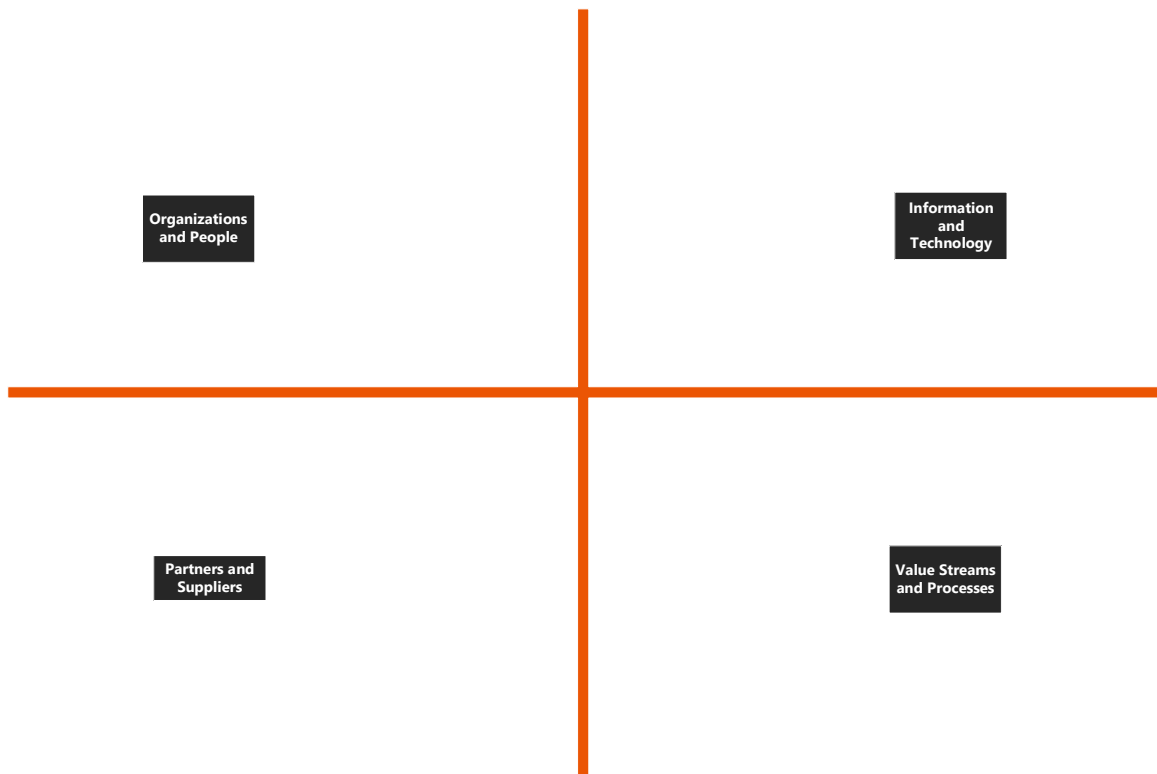 Organizations
and People
Information
and
Technology
Partners and
Suppliers
Value Streams
and Processes